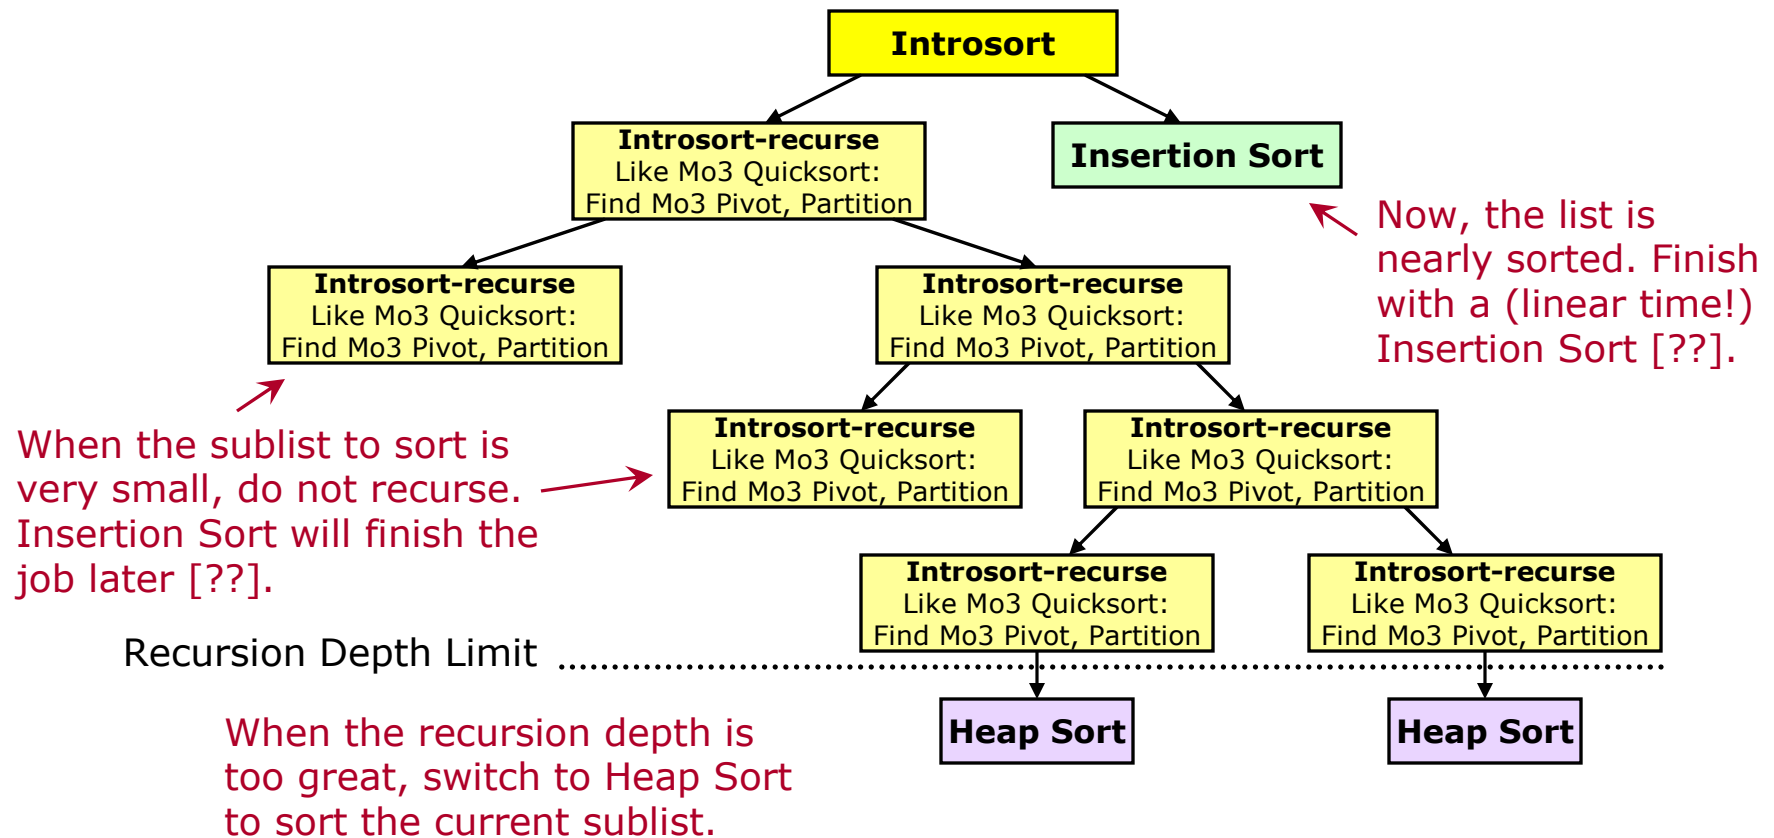 Introsort
Introsort-recurse
Like Mo3 Quicksort:
Find Mo3 Pivot, Partition
Insertion Sort
Now, the list is
nearly sorted. Finish
with a (linear time!)
Insertion Sort [??].
Introsort-recurse
Like Mo3 Quicksort:
Find Mo3 Pivot, Partition
Introsort-recurse
Like Mo3 Quicksort:
Find Mo3 Pivot, Partition
When the sublist to sort is
very small, do not recurse.
Insertion Sort will finish the
job later [??].
Introsort-recurse
Like Mo3 Quicksort:
Find Mo3 Pivot, Partition
Introsort-recurse
Like Mo3 Quicksort:
Find Mo3 Pivot, Partition
Introsort-recurse
Like Mo3 Quicksort:
Find Mo3 Pivot, Partition
Introsort-recurse
Like Mo3 Quicksort:
Find Mo3 Pivot, Partition
Recursion Depth Limit
Heap Sort
Heap Sort
When the recursion depth is
too great, switch to Heap Sort
to sort the current sublist.